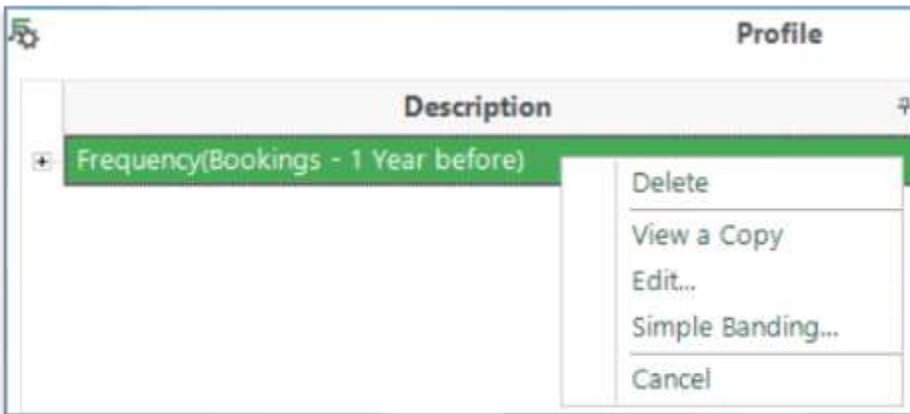 Profile
Description
Frequency(Bookings - 1 Year before)
Delete
View a Copy
Edit...
Simple Banding...
Cancel